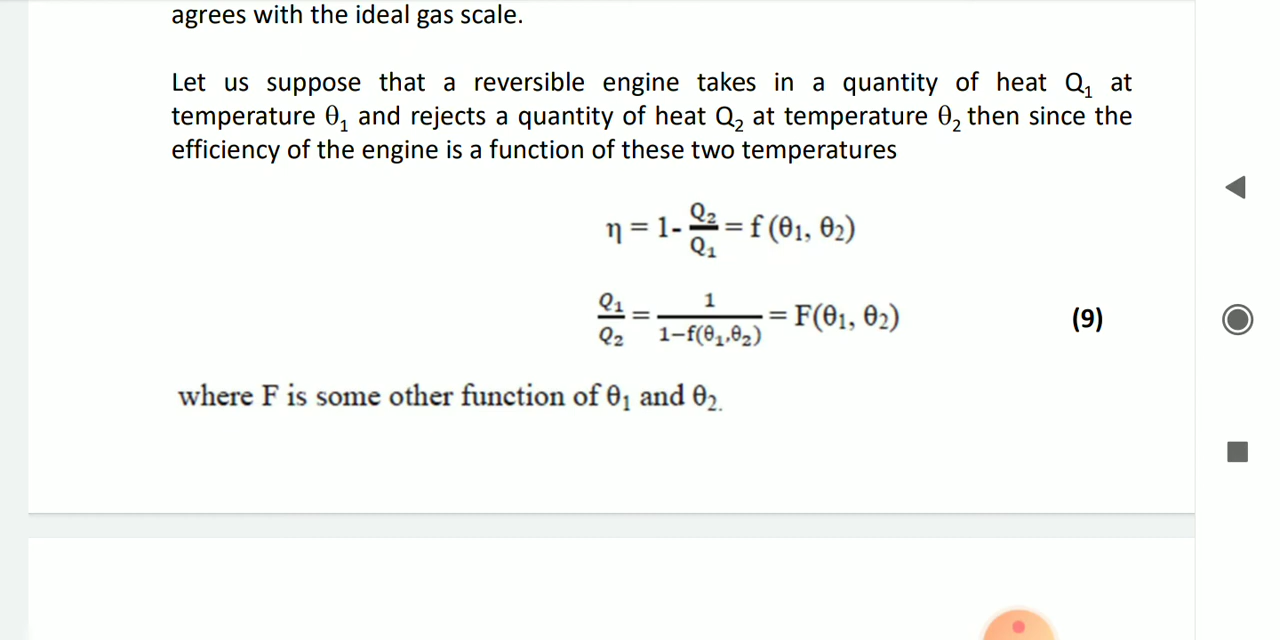 agrees with the ideal gas scale.
Let us suppose that a reversible engine takes in a quantity of heat Q₁ at
temperature θ₁ and rejects a quantity of heat Q₂ at temperature θ₂ then since the
efficiency of the engine is a function of these two temperatures
η = 1- Q₂/Q₁ = f (θ₁, θ₂)
Q₁/Q₂ = 1/(1−f(θ₁,θ₂)) = F(θ₁, θ₂) (9)
where F is some other function of θ₁ and θ₂.